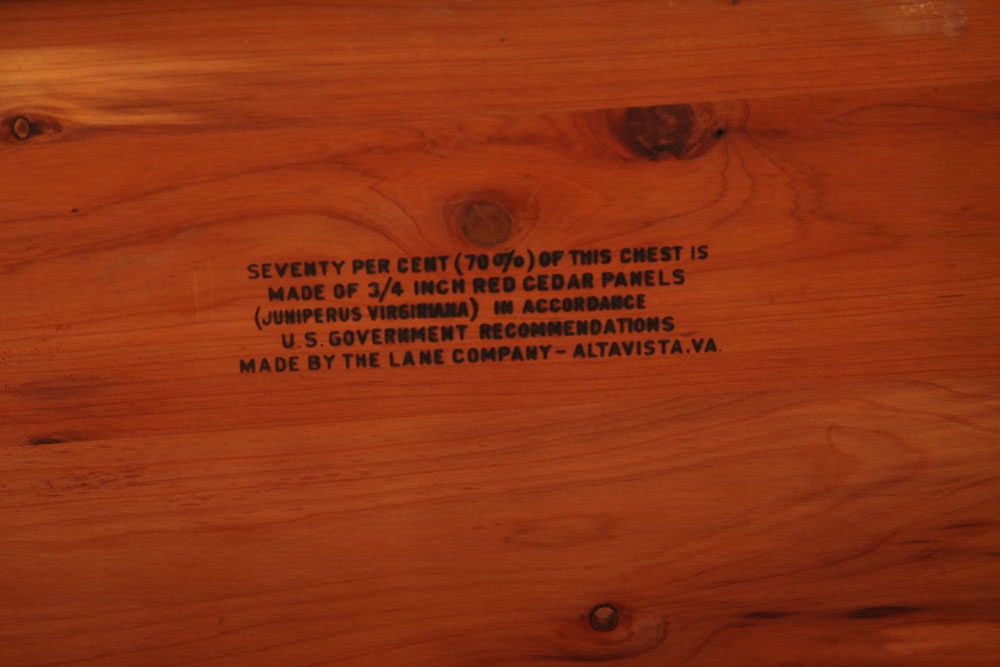 SEVENTY PER CENT (70%) OF THIS CHEST IS
MADE OF 3/4 INCH RED CEDAR PANELS
(JUNIPERUS VIRGINIANA) IN ACCORDANCE
U.S. GOVERNMENT RECOMMENDATIONS
MADE BY THE LANE COMPANY - ALTAVISTA, VA.